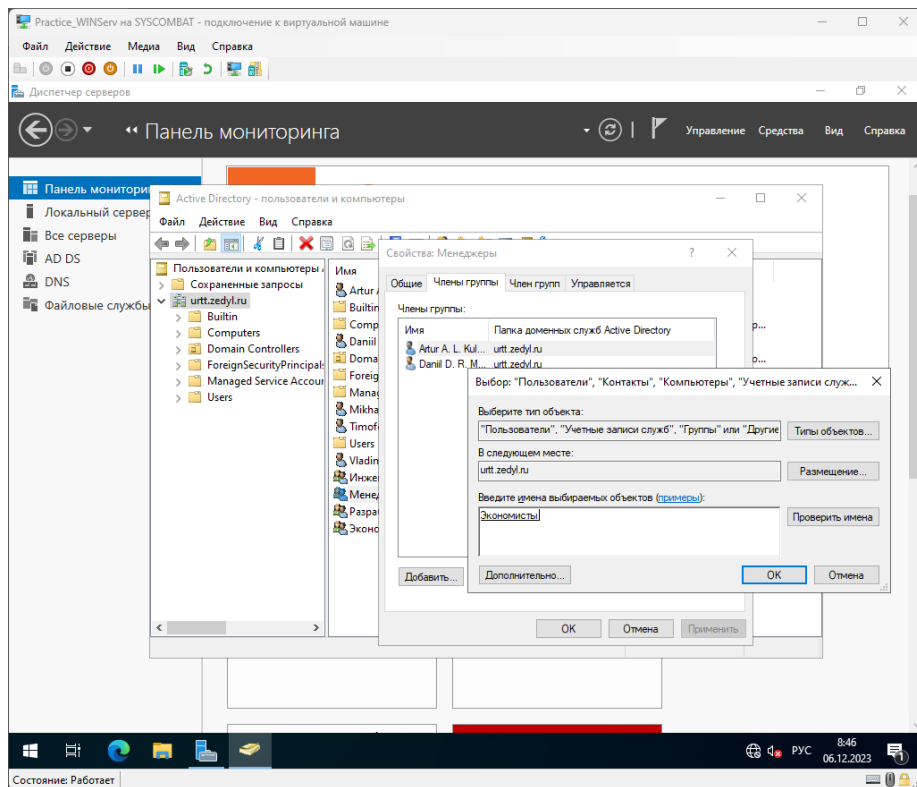 Practice_WINServ на SYSCOMBAT - подключение к виртуальной машине
Файл Действие Медиа Вид Справка
Диспетчер серверов
Панель мониторинга
Управление Средства Вид Справка
Панель монитори
Локальный сервер
Все серверы
AD DS
DNS
Файловые службы
Active Directory - пользователи и компьютеры
Файл Действие Вид Справка
Пользователи и компьютеры
Сохраненные запросы
urtt.zedyl.ru
Builtin
Computers
Domain Controllers
ForeignSecurityPrincipals
Managed Service Accour
Users
Имя
Artur
Builtin
Comp
Daniil
Doma
Foreig
Manag
Mikha
Timof
Users
Vladin
Инже
Менед
Разра
Эконо
р...
о...
Свойства: Менеджеры
?
Общие Члены группы Член групп Управляется
Члены группы:
Имя Папка доменных служб Active Directory
Artur A. L. Kul... urtt.zedyl.ru
Daniil D. R. M... urtt.zedyl.ru
Добавить...
ОК Отмена Применить
Выбор: "Пользователи", "Контакты", "Компьютеры", "Учетные записи служ...
Выберите тип объекта:
"Пользователи", "Учетные записи служб", "Группы" или "Другие
Типы объектов...
В следующем месте:
urtt.zedyl.ru
Размещение...
Введите имена выбираемых объектов (примеры):
Экономисты
Проверить имена
Дополнительно...
ОК Отмена
РУС
8:46
06.12.2023
1
Состояние: Работает